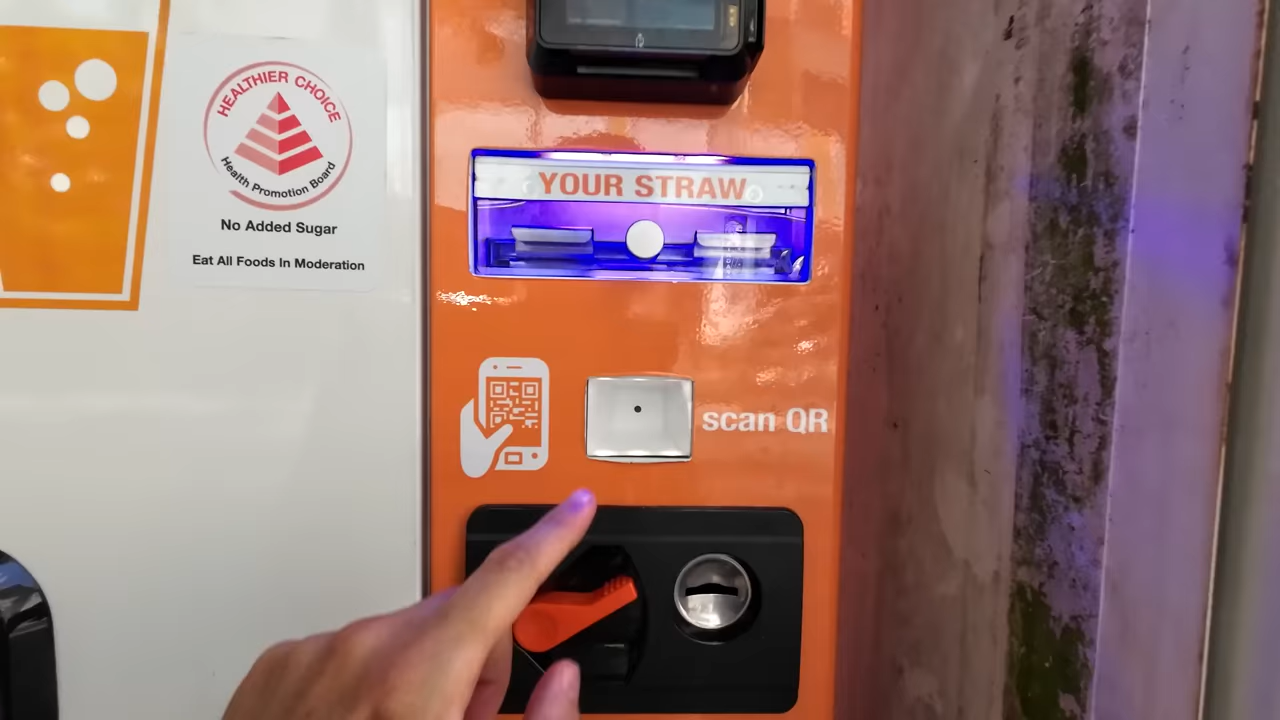 HEALTHIER CHOICE
Health Promotion Board
No Added Sugar
Eat All Foods In Moderation
YOUR STRAW
scan QR